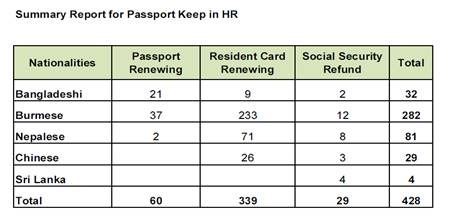 Summary Report for Passport Keep in HR
Nationalities Passport Renewing Resident Card Renewing Social Security Refund Total
Bangladeshi 21 9 2 32
Burmese 37 233 12 282
Nepalese 2 71 8 81
Chinese 26 3 29
Sri Lanka 4 4
Total 60 339 29 428